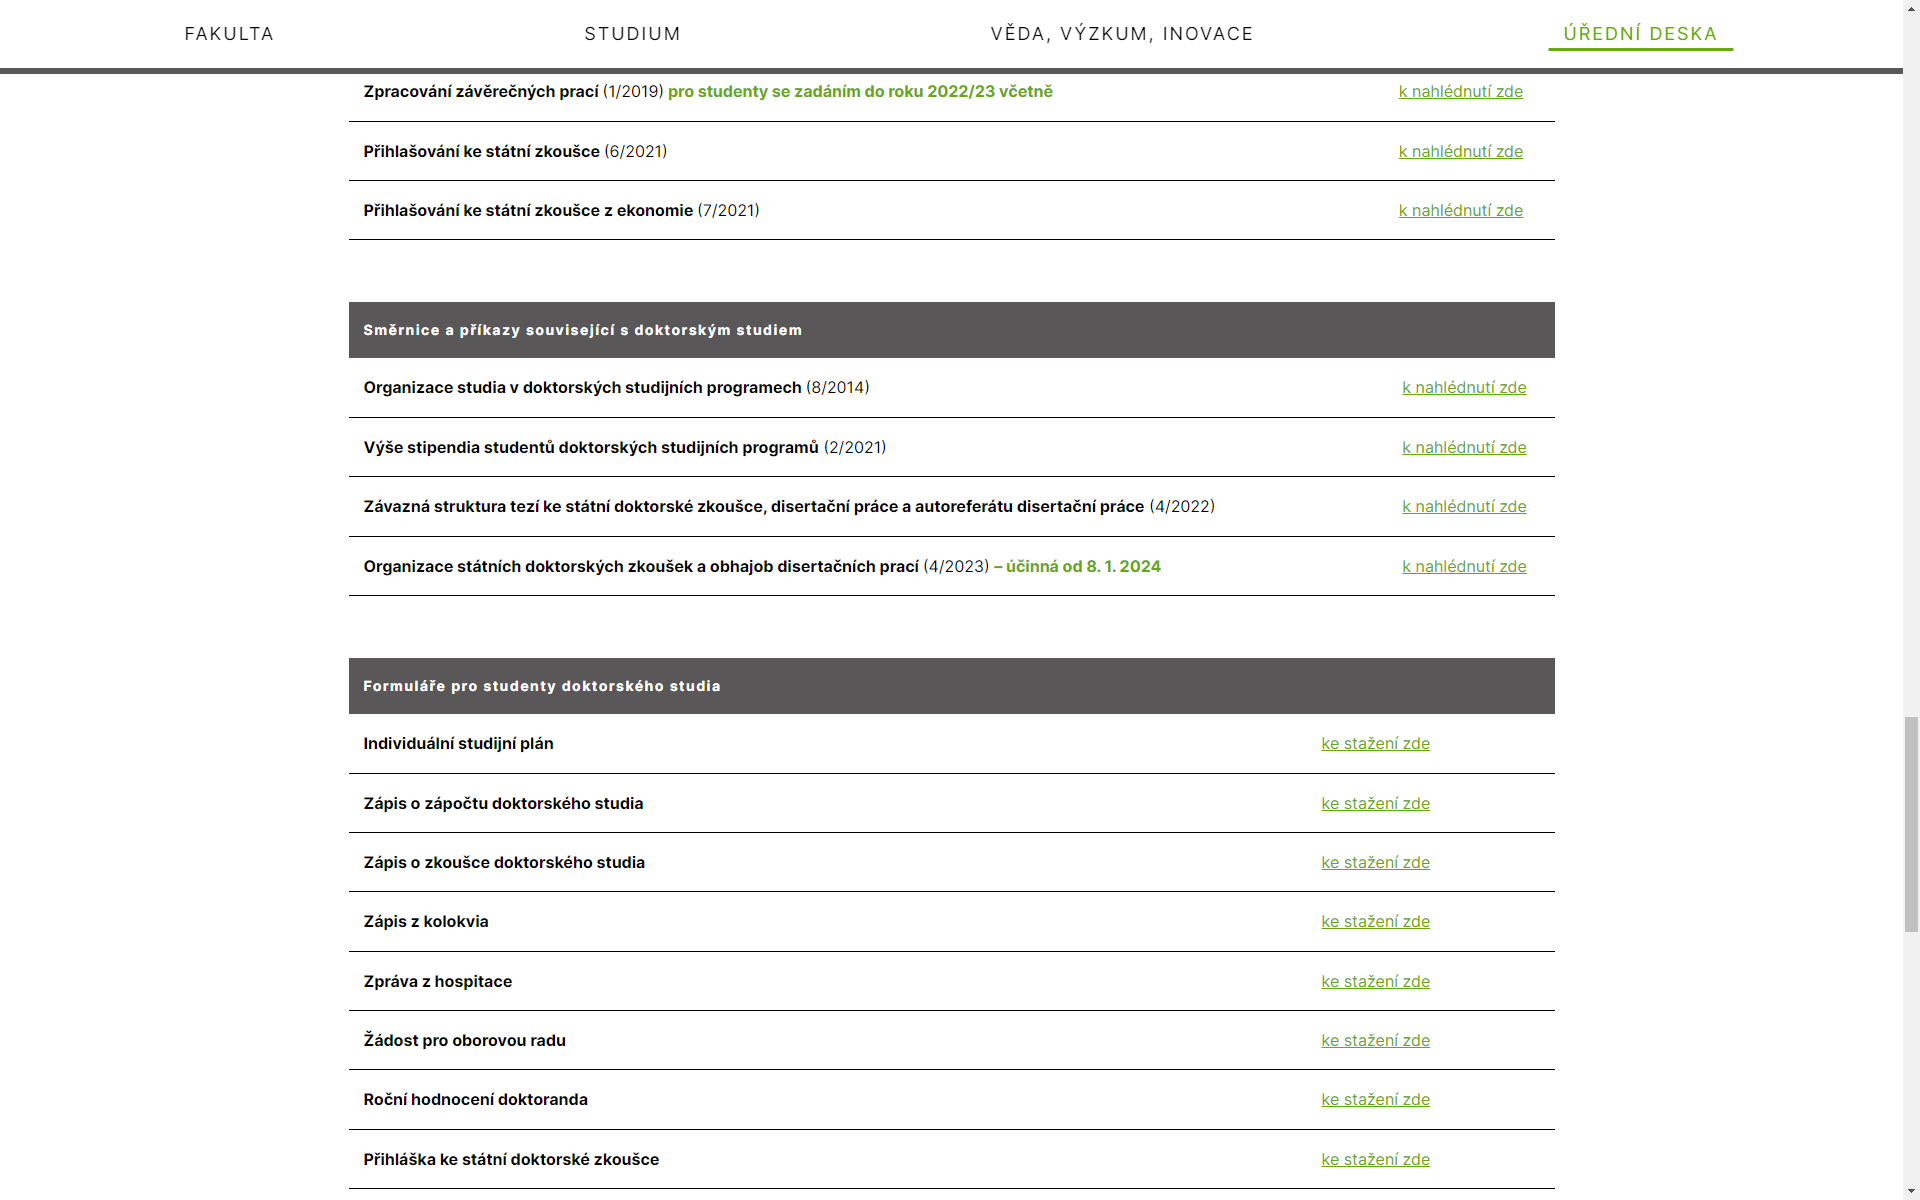 FAKULTA STUDIUM VĚDA, VÝZKUM, INOVACE ÚŘEDNÍ DESKA
Zpracování závěrečných prací (1/2019) pro studenty se zadáním do roku 2022/23 včetně k nahlédnutí zde
Přihlašování ke státní zkoušce (6/2021) k nahlédnutí zde
Přihlašování ke státní zkoušce z ekonomie (7/2021) k nahlédnutí zde
Směrnice a příkazy související s doktorským studiem
Organizace studia v doktorských studijních programech (8/2014) k nahlédnutí zde
Výše stipendia studentů doktorských studijních programů (2/2021) k nahlédnutí zde
Závazná struktura tezí ke státní doktorské zkoušce, disertační práce a autoreferátu disertační práce (4/2022) k nahlédnutí zde
Organizace státních doktorských zkoušek a obhajob disertačních prací (4/2023) – účinná od 8. 1. 2024 k nahlédnutí zde
Formuláře pro studenty doktorského studia
Individuální studijní plán ke stažení zde
Zápis o zápočtu doktorského studia ke stažení zde
Zápis o zkoušce doktorského studia ke stažení zde
Zápis z kolokvia ke stažení zde
Zpráva z hospitace ke stažení zde
Žádost pro oborovou radu ke stažení zde
Roční hodnocení doktoranda ke stažení zde
Přihláška ke státní doktorské zkoušce ke stažení zde